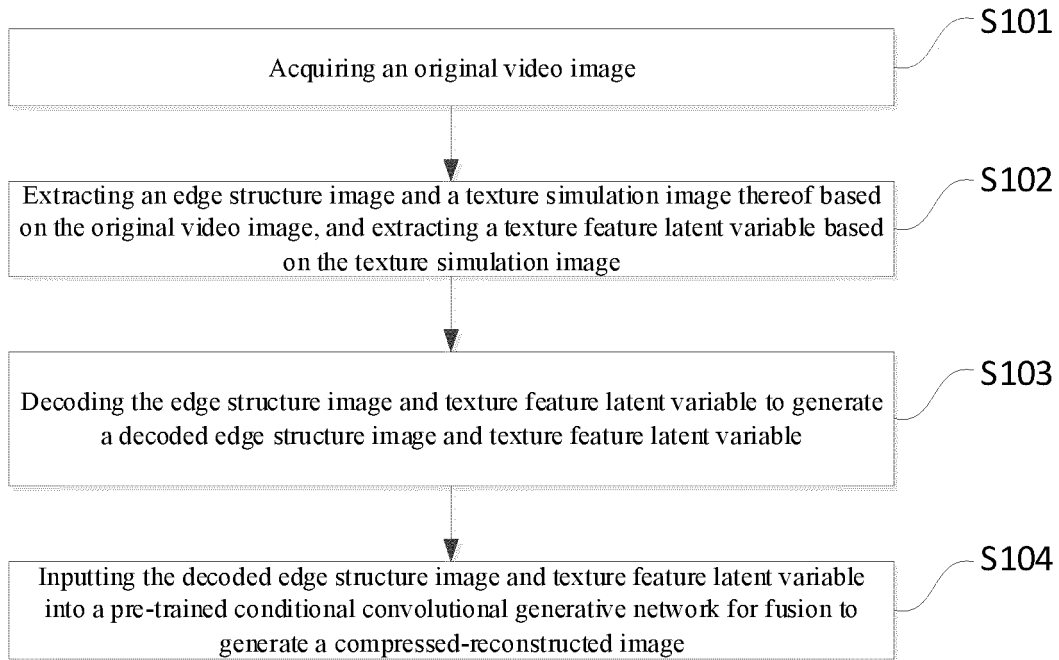 S101
Acquiring an original video image
S102
Extracting an edge structure image and a texture simulation image thereof based
on the original video image, and extracting a texture feature latent variable based
on the texture simulation image
S103
Decoding the edge structure image and texture feature latent variable to generate
a decoded edge structure image and texture feature latent variable
S104
Inputting the decoded edge structure image and texture feature latent variable
into a pre-trained conditional convolutional generative network for fusion to
generate a compressed-reconstructed image